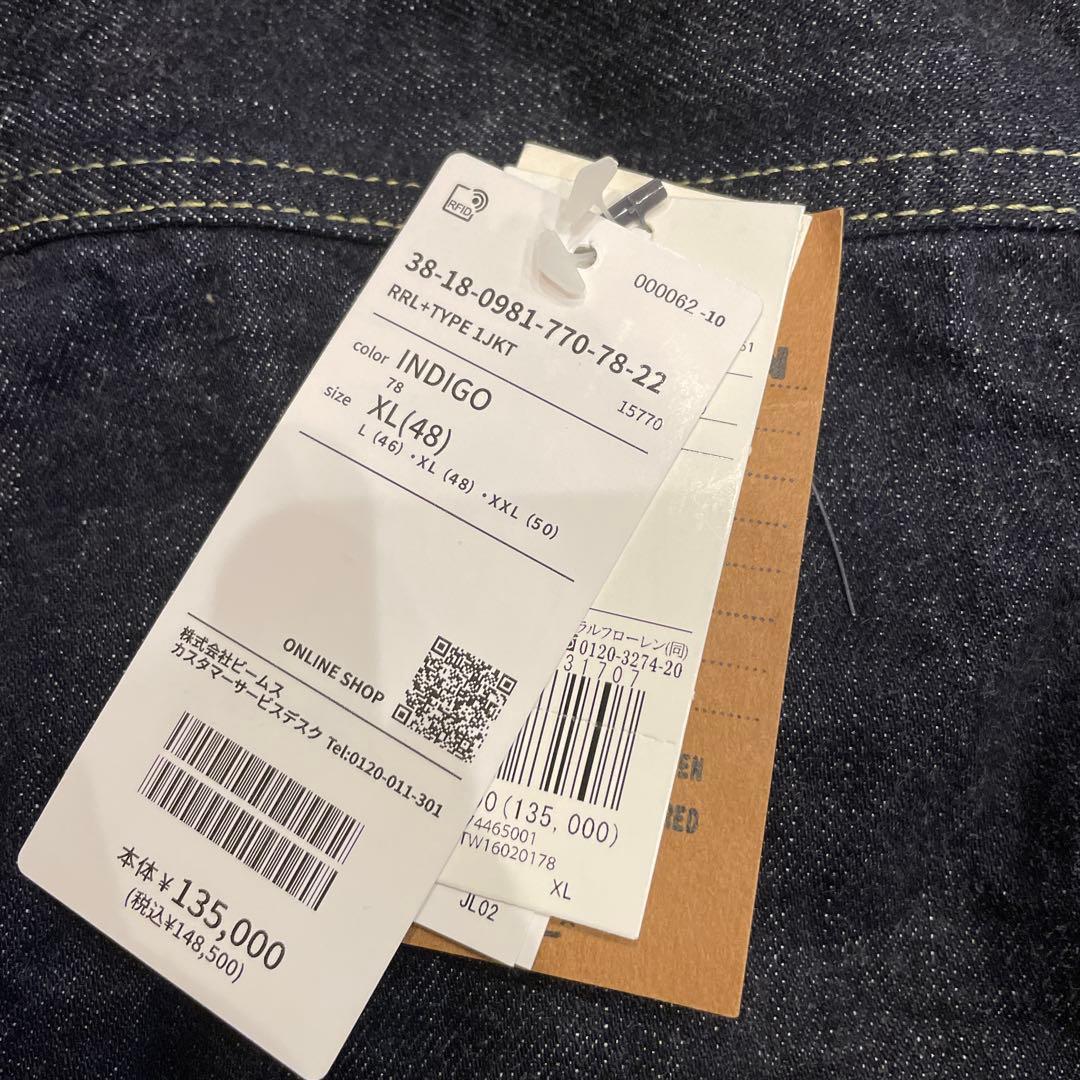 RFID
000062 -10
38-18-0981-770-78-22
RRL+TYPE 1JKT
15770
color INDIGO
78
size XL(48)
L (46)・XL (48)・XXL (50)
ONLINE SHOP
株式会社ビームス
カスタマーサービスデスク Tel:0120-011-301
本体¥135,000
(税込¥148,500)
ラルフローレン(同)
0120-3274-20
31707
0(135,000)
74465001
TW16020178
XL
JL02